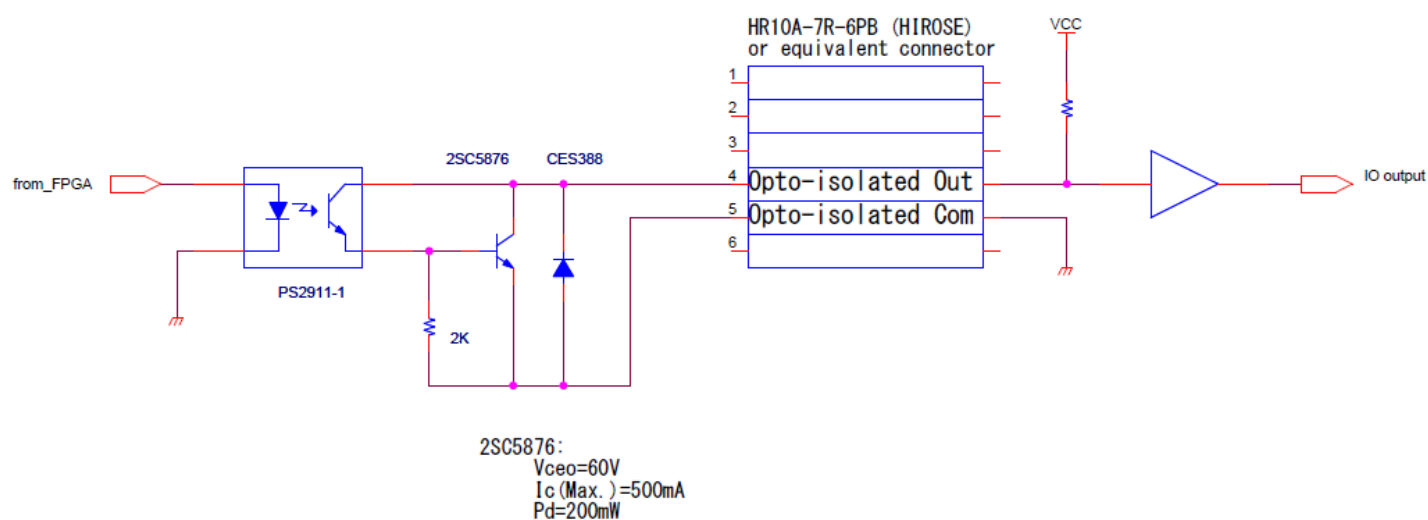 HR10A-7R-6PB (HIROSE)
or equivalent connector
VCC
1
2
3
2SC5876
CES388
from_FPGA
4
Opto-isolated Out
IO output
5
Opto-isolated Com
6
PS2911-1
2K
2SC5876:
Vceo=60V
Ic(Max.)=500mA
Pd=200mW